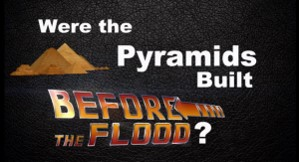 Were the
Pyramids
Built
BEFORE
THE FLOOD?